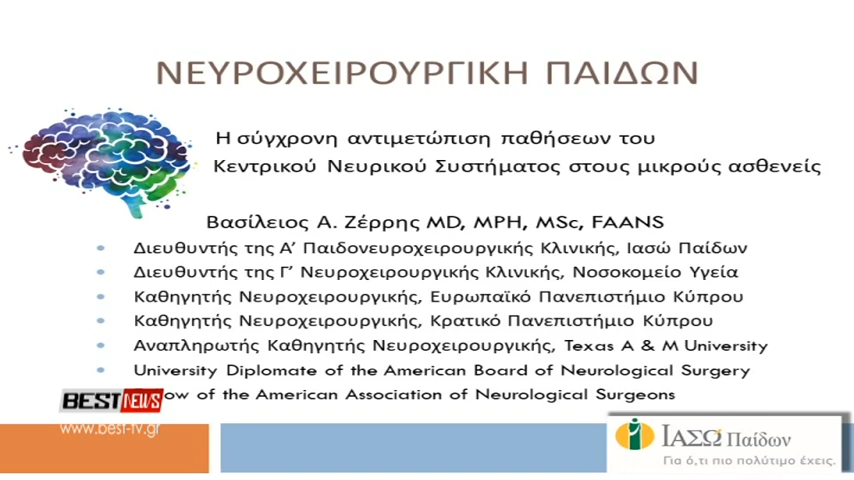 ΝΕΥΡΟΧΕΙΡΟΥΡΓΙΚΗ ΠΑΙΔΩΝ
Η σύγχρονη αντιμετώπιση παθήσεων του
Κεντρικού Νευρικού Συστήματος στους μικρούς ασθενείς
Βασίλειος Α. Ζέρρης MD, MPH, MSc, FAANS
• Διευθυντής της Α’ Παιδονευροχειρουργικής Κλινικής, Ιασώ Παίδων
• Διευθυντής της Γ’ Νευροχειρουργικής Κλινικής, Νοσοκομείο Υγεία
• Καθηγητής Νευροχειρουργικής, Ευρωπαϊκό Πανεπιστήμιο Κύπρου
• Καθηγητής Νευροχειρουργικής, Κρατικό Πανεπιστήμιο Κύπρου
• Αναπληρωτής Καθηγητής Νευροχειρουργικής, Texas A & M University
• University Diplomate of the American Board of Neurological Surgery
of the American Association of Neurological Surgeons
BEST NEWS
www.best-tv.gr
ΙΑΣΩ Παίδων
Για ό,τι πιο πολύτιμο έχεις.